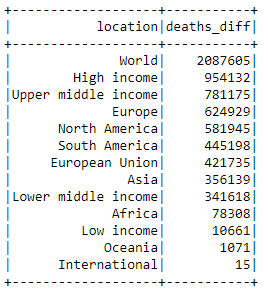 +-------------------+-----------+
|           location|deaths_diff|
+-------------------+-----------+
|              World|    2087605|
|        High income|     954132|
|Upper middle income|     781175|
|             Europe|     624929|
|      North America|     581945|
|      South America|     445198|
|     European Union|     421735|
|               Asia|     356139|
|Lower middle income|     341618|
|             Africa|      78308|
|         Low income|      10661|
|            Oceania|       1071|
|      International|         15|
+-------------------+-----------+